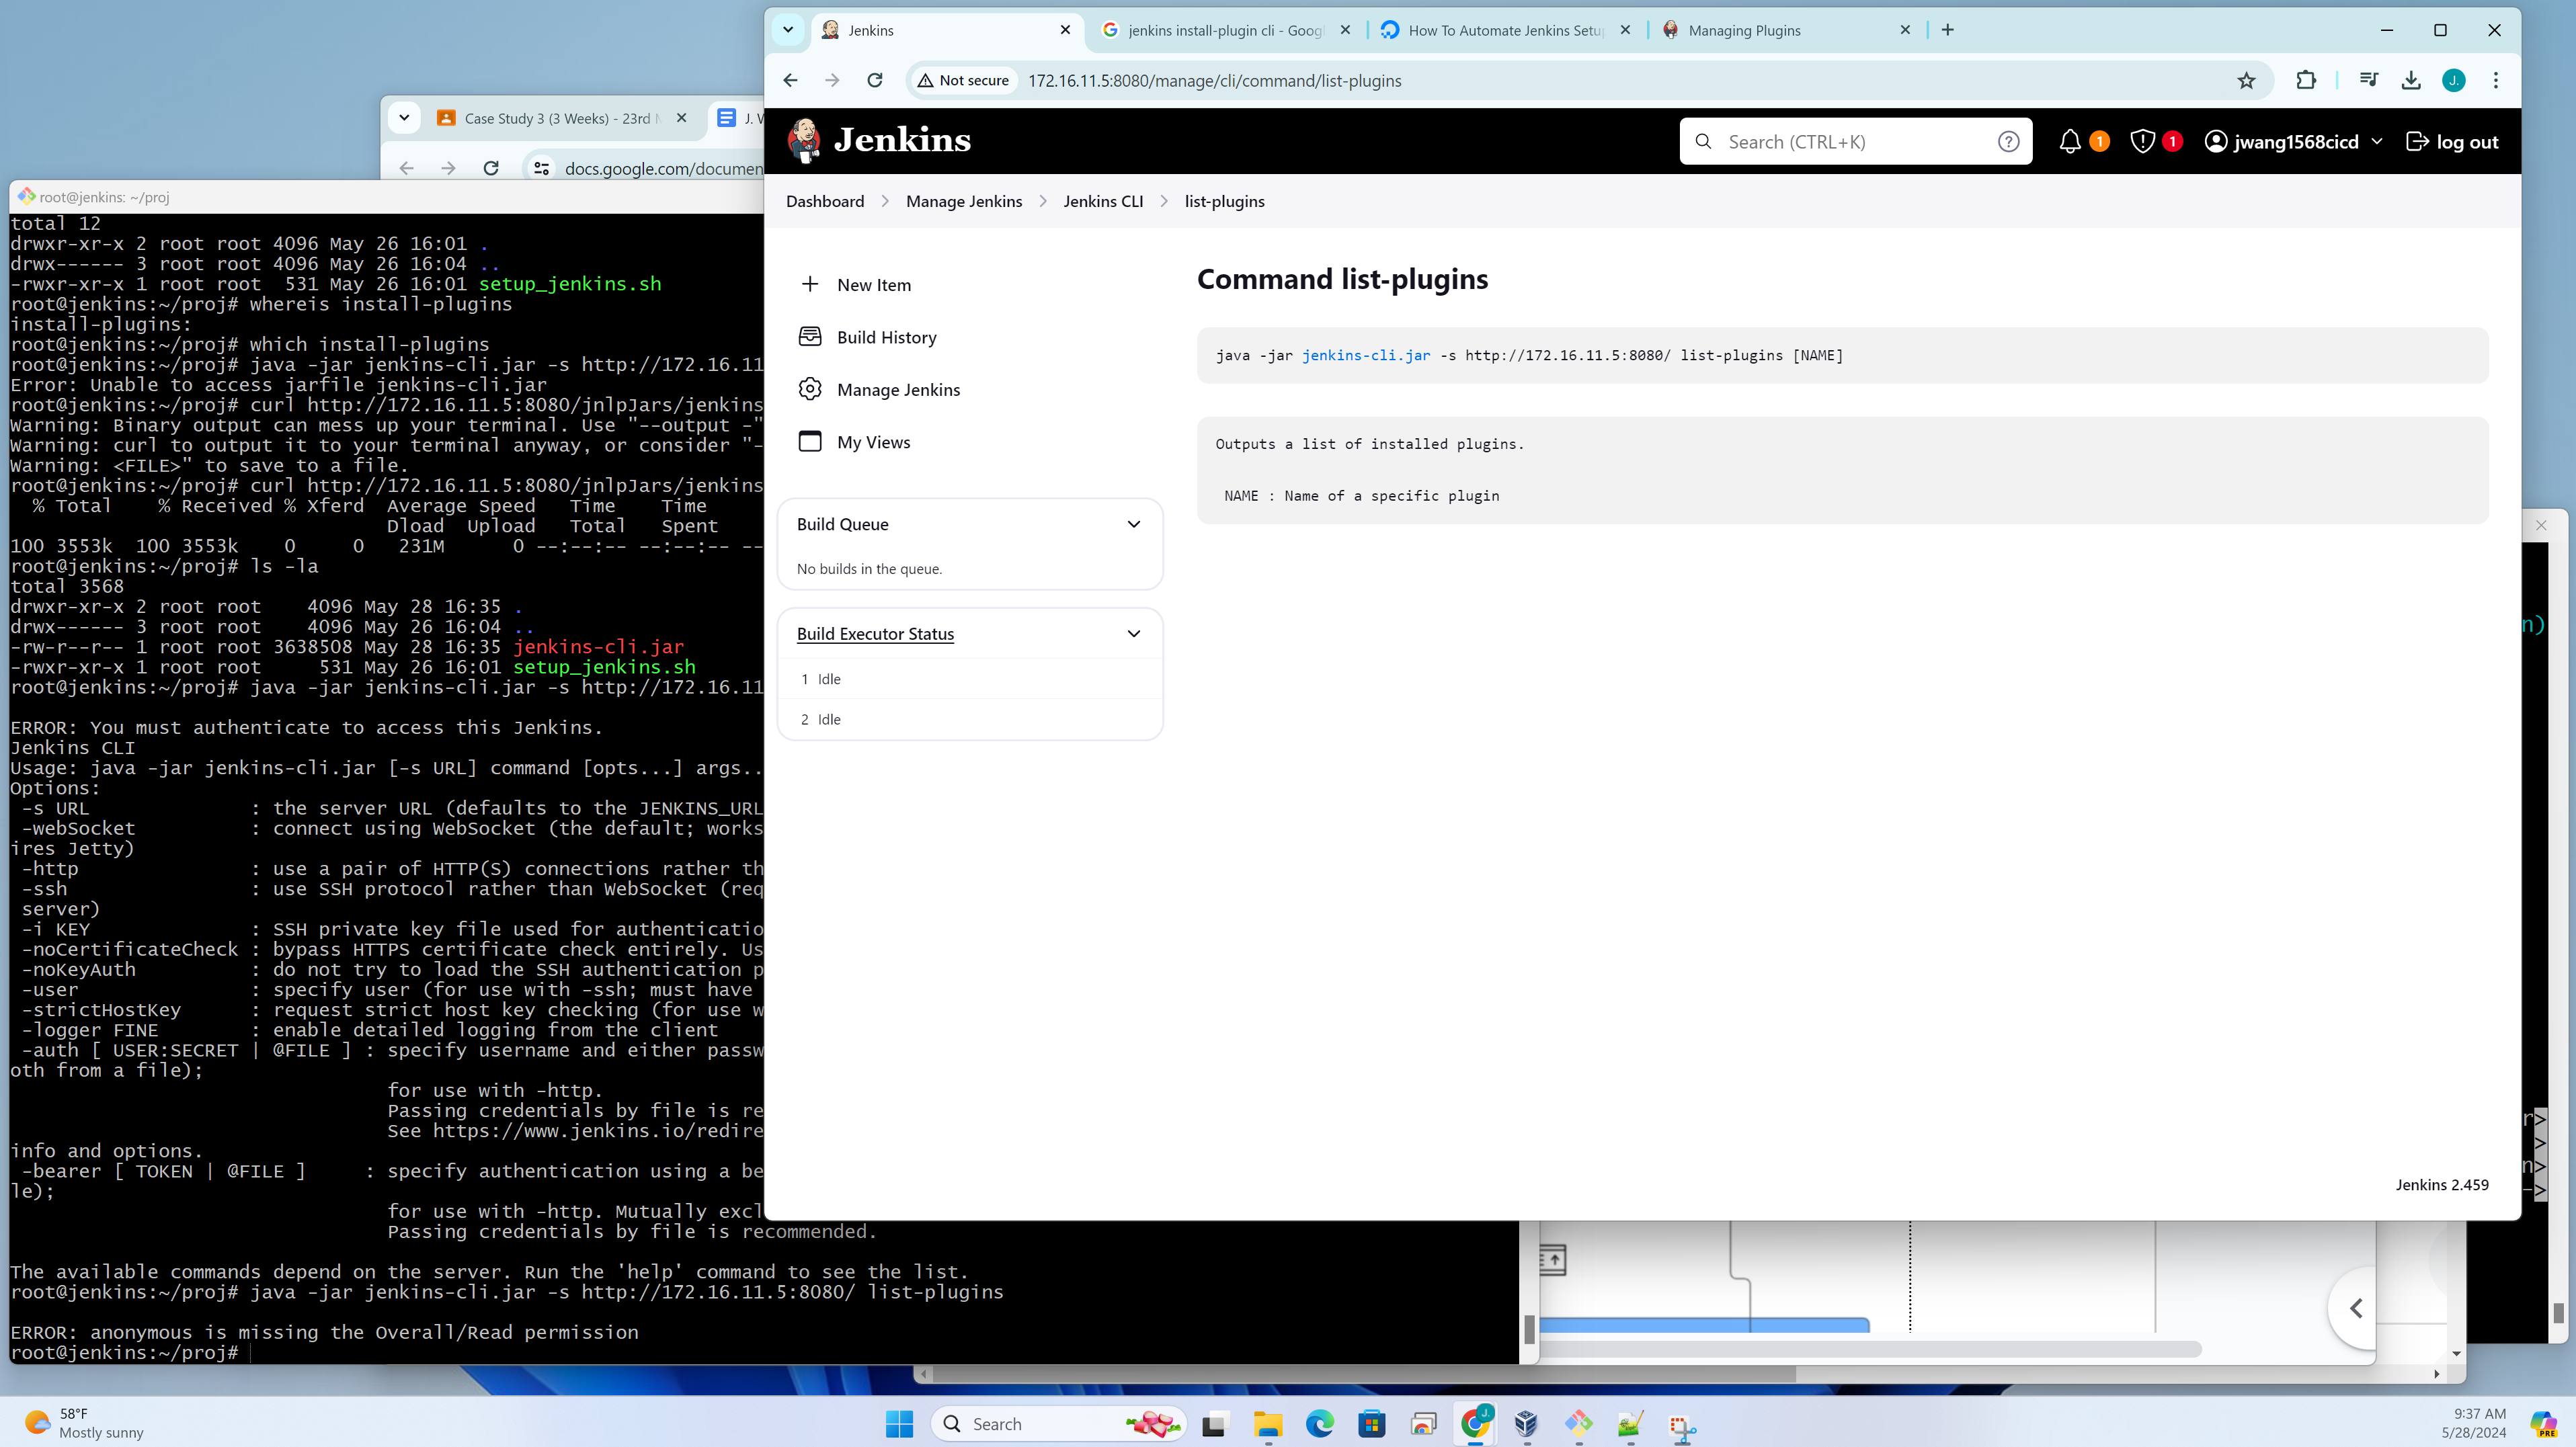 Jenkins
jenkins install-plugin cli - Goog
How To Automate Jenkins Setu
Managing Plugins
Not secure
172.16.11.5:8080/manage/cli/command/list-plugins
J.
Case Study 3 (3 Weeks) - 23rd
J. W
docs.google.com/documen
Jenkins
Search (CTRL+K)
1
1
jwang1568cicd
log out
Dashboard
Manage Jenkins
Jenkins CLI
list-plugins
New Item
Build History
Manage Jenkins
My Views
Build Queue
No builds in the queue.
Build Executor Status
1 Idle
2 Idle
Command list-plugins
java -jar jenkins-cli.jar -s http://172.16.11.5:8080/ list-plugins [NAME]
Outputs a list of installed plugins.
NAME : Name of a specific plugin
Jenkins 2.459
root@jenkins: ~/proj
total 12
drwxr-xr-x 2 root root 4096 May 26 16:01 .
drwx------ 3 root root 4096 May 26 16:04 ..
-rwxr-xr-x 1 root root  531 May 26 16:01 setup_jenkins.sh
root@jenkins:~/proj# whereis install-plugins
install-plugins:
root@jenkins:~/proj# which install-plugins
root@jenkins:~/proj# java -jar jenkins-cli.jar -s http://172.16.11
Error: Unable to access jarfile jenkins-cli.jar
root@jenkins:~/proj# curl http://172.16.11.5:8080/jnlpJars/jenkins
Warning: Binary output can mess up your terminal. Use "--output -"
Warning: curl to output it to your terminal anyway, or consider "-
Warning: <FILE>" to save to a file.
root@jenkins:~/proj# curl http://172.16.11.5:8080/jnlpJars/jenkins
% Total    % Received % Xferd  Average Speed   Time    Time
Dload  Upload   Total   Spent
100 3553k  100 3553k    0     0   231M      0 --:--:-- --:--:-- --
root@jenkins:~/proj# ls -la
total 3568
drwxr-xr-x 2 root root    4096 May 28 16:35 .
drwx------ 3 root root    4096 May 26 16:04 ..
-rw-r--r-- 1 root root 3638508 May 28 16:35 jenkins-cli.jar
-rwxr-xr-x 1 root root     531 May 26 16:01 setup_jenkins.sh
root@jenkins:~/proj# java -jar jenkins-cli.jar -s http://172.16.11
ERROR: You must authenticate to access this Jenkins.
Jenkins CLI
Usage: java -jar jenkins-cli.jar [-s URL] command [opts...] args..
Options:
-s URL              : the server URL (defaults to the JENKINS_URL
-webSocket          : connect using WebSocket (the default; works
ires Jetty)
-http               : use a pair of HTTP(S) connections rather th
-ssh                : use SSH protocol rather than WebSocket (req
server)
-i KEY              : SSH private key file used for authenticatio
-noCertificateCheck : bypass HTTPS certificate check entirely. Us
-noKeyAuth          : do not try to load the SSH authentication p
-user               : specify user (for use with -ssh; must have
-strictHostKey      : request strict host key checking (for use w
-logger FINE        : enable detailed logging from the client
-auth [ USER:SECRET | @FILE ] : specify username and either passw
oth from a file);
for use with -http.
Passing credentials by file is re
See https://www.jenkins.io/redire
info and options.
-bearer [ TOKEN | @FILE ]     : specify authentication using a be
le);
for use with -http. Mutually excl
Passing credentials by file is recommended.
The available commands depend on the server. Run the 'help' command to see the list.
root@jenkins:~/proj# java -jar jenkins-cli.jar -s http://172.16.11.5:8080/ list-plugins
ERROR: anonymous is missing the Overall/Read permission
root@jenkins:~/proj#
n)
r>
>
n>
->
58°F
Mostly sunny
Search
J.
9:37 AM
5/28/2024
PRE